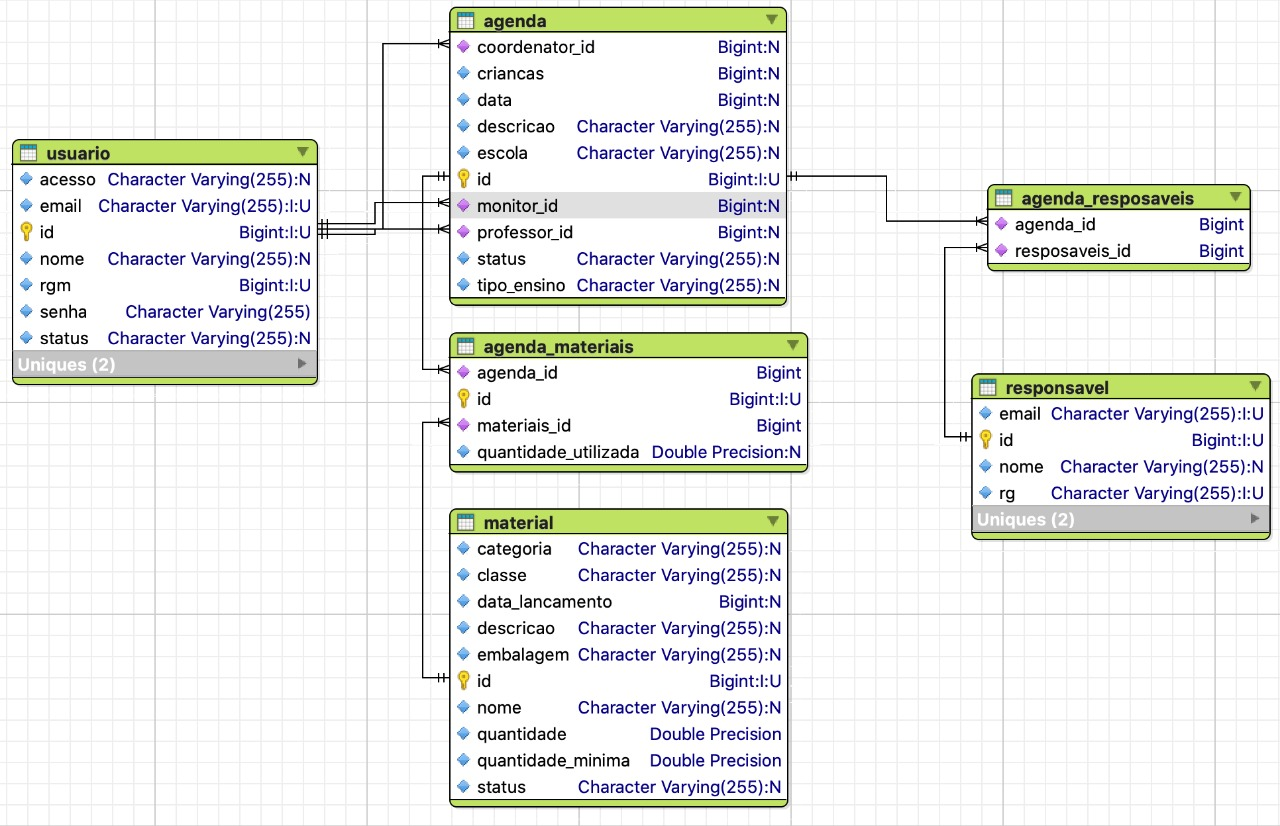 usuario
acesso Character Varying(255):N
email Character Varying(255):I:U
id Bigint:I:U
nome Character Varying(255):N
rgm Bigint:I:U
senha Character Varying(255)
status Character Varying(255):N
Uniques (2)
agenda
coordenator_id Bigint:N
criancas Bigint:N
data Bigint:N
descricao Character Varying(255):N
escola Character Varying(255):N
id Bigint:I:U
monitor_id Bigint:N
professor_id Bigint:N
status Character Varying(255):N
tipo_ensino Character Varying(255):N
agenda_materiais
agenda_id Bigint
id Bigint:I:U
materiais_id Bigint
quantidade_utilizada Double Precision:N
material
categoria Character Varying(255):N
classe Character Varying(255):N
data_lancamento Bigint:N
descricao Character Varying(255):N
embalagem Character Varying(255):N
id Bigint:I:U
nome Character Varying(255):N
quantidade Double Precision
quantidade_minima Double Precision
status Character Varying(255):N
agenda_resposaveis
agenda_id Bigint
resposaveis_id Bigint
responsavel
email Character Varying(255):I:U
id Bigint:I:U
nome Character Varying(255):N
rg Character Varying(255):I:U
Uniques (2)